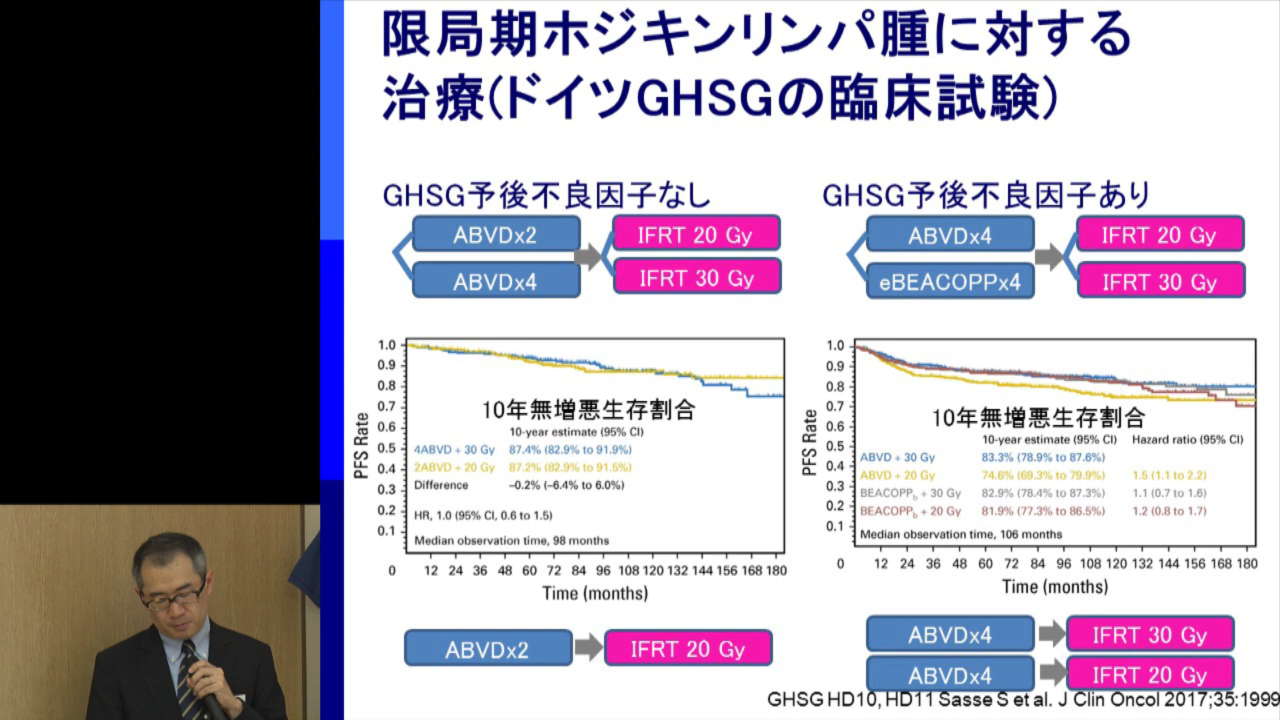 限局期ホジキンリンパ腫に対する
治療(ドイツGHSGの臨床試験)
GHSG予後不良因子なし
ABVDx2
ABVDx4
IFRT 20 Gy
IFRT 30 Gy
GHSG予後不良因子あり
ABVDx4
eBEACOPPx4
IFRT 20 Gy
IFRT 30 Gy
PFS Rate
1.0
0.9
0.8
0.7
0.6
0.5
0.4
0.3
0.2
0.1
10年無増悪生存割合
10-year estimate (95% CI)
4ABVD + 30 Gy 87.4% (82.9% to 91.9%)
2ABVD + 20 Gy 87.2% (82.9% to 91.5%)
Difference –0.2% (–6.4% to 6.0%)
HR, 1.0 (95% CI, 0.6 to 1.5)
Median observation time, 98 months
0 12 24 36 48 60 72 84 96 108 120 132 144 156 168 180
Time (months)
PFS Rate
1.0
0.9
0.8
0.7
0.6
0.5
0.4
0.3
0.2
0.1
10年無増悪生存割合
10-year estimate (95% CI) Hazard ratio (95% CI)
ABVD + 30 Gy 83.3% (78.9% to 87.6%)
ABVD + 20 Gy 74.6% (69.3% to 79.9%) 1.5 (1.1 to 2.2)
BEACOPPb + 30 Gy 82.9% (78.4% to 87.3%) 1.1 (0.7 to 1.6)
BEACOPPb + 20 Gy 81.9% (77.3% to 86.5%) 1.2 (0.8 to 1.7)
Median observation time, 106 months
0 12 24 36 48 60 72 84 96 108 120 132 144 156 168 180
Time (months)
ABVDx2
IFRT 20 Gy
ABVDx4
IFRT 30 Gy
ABVDx4
IFRT 20 Gy
GHSG HD10, HD11 Sasse S et al. J Clin Oncol 2017;35:1999